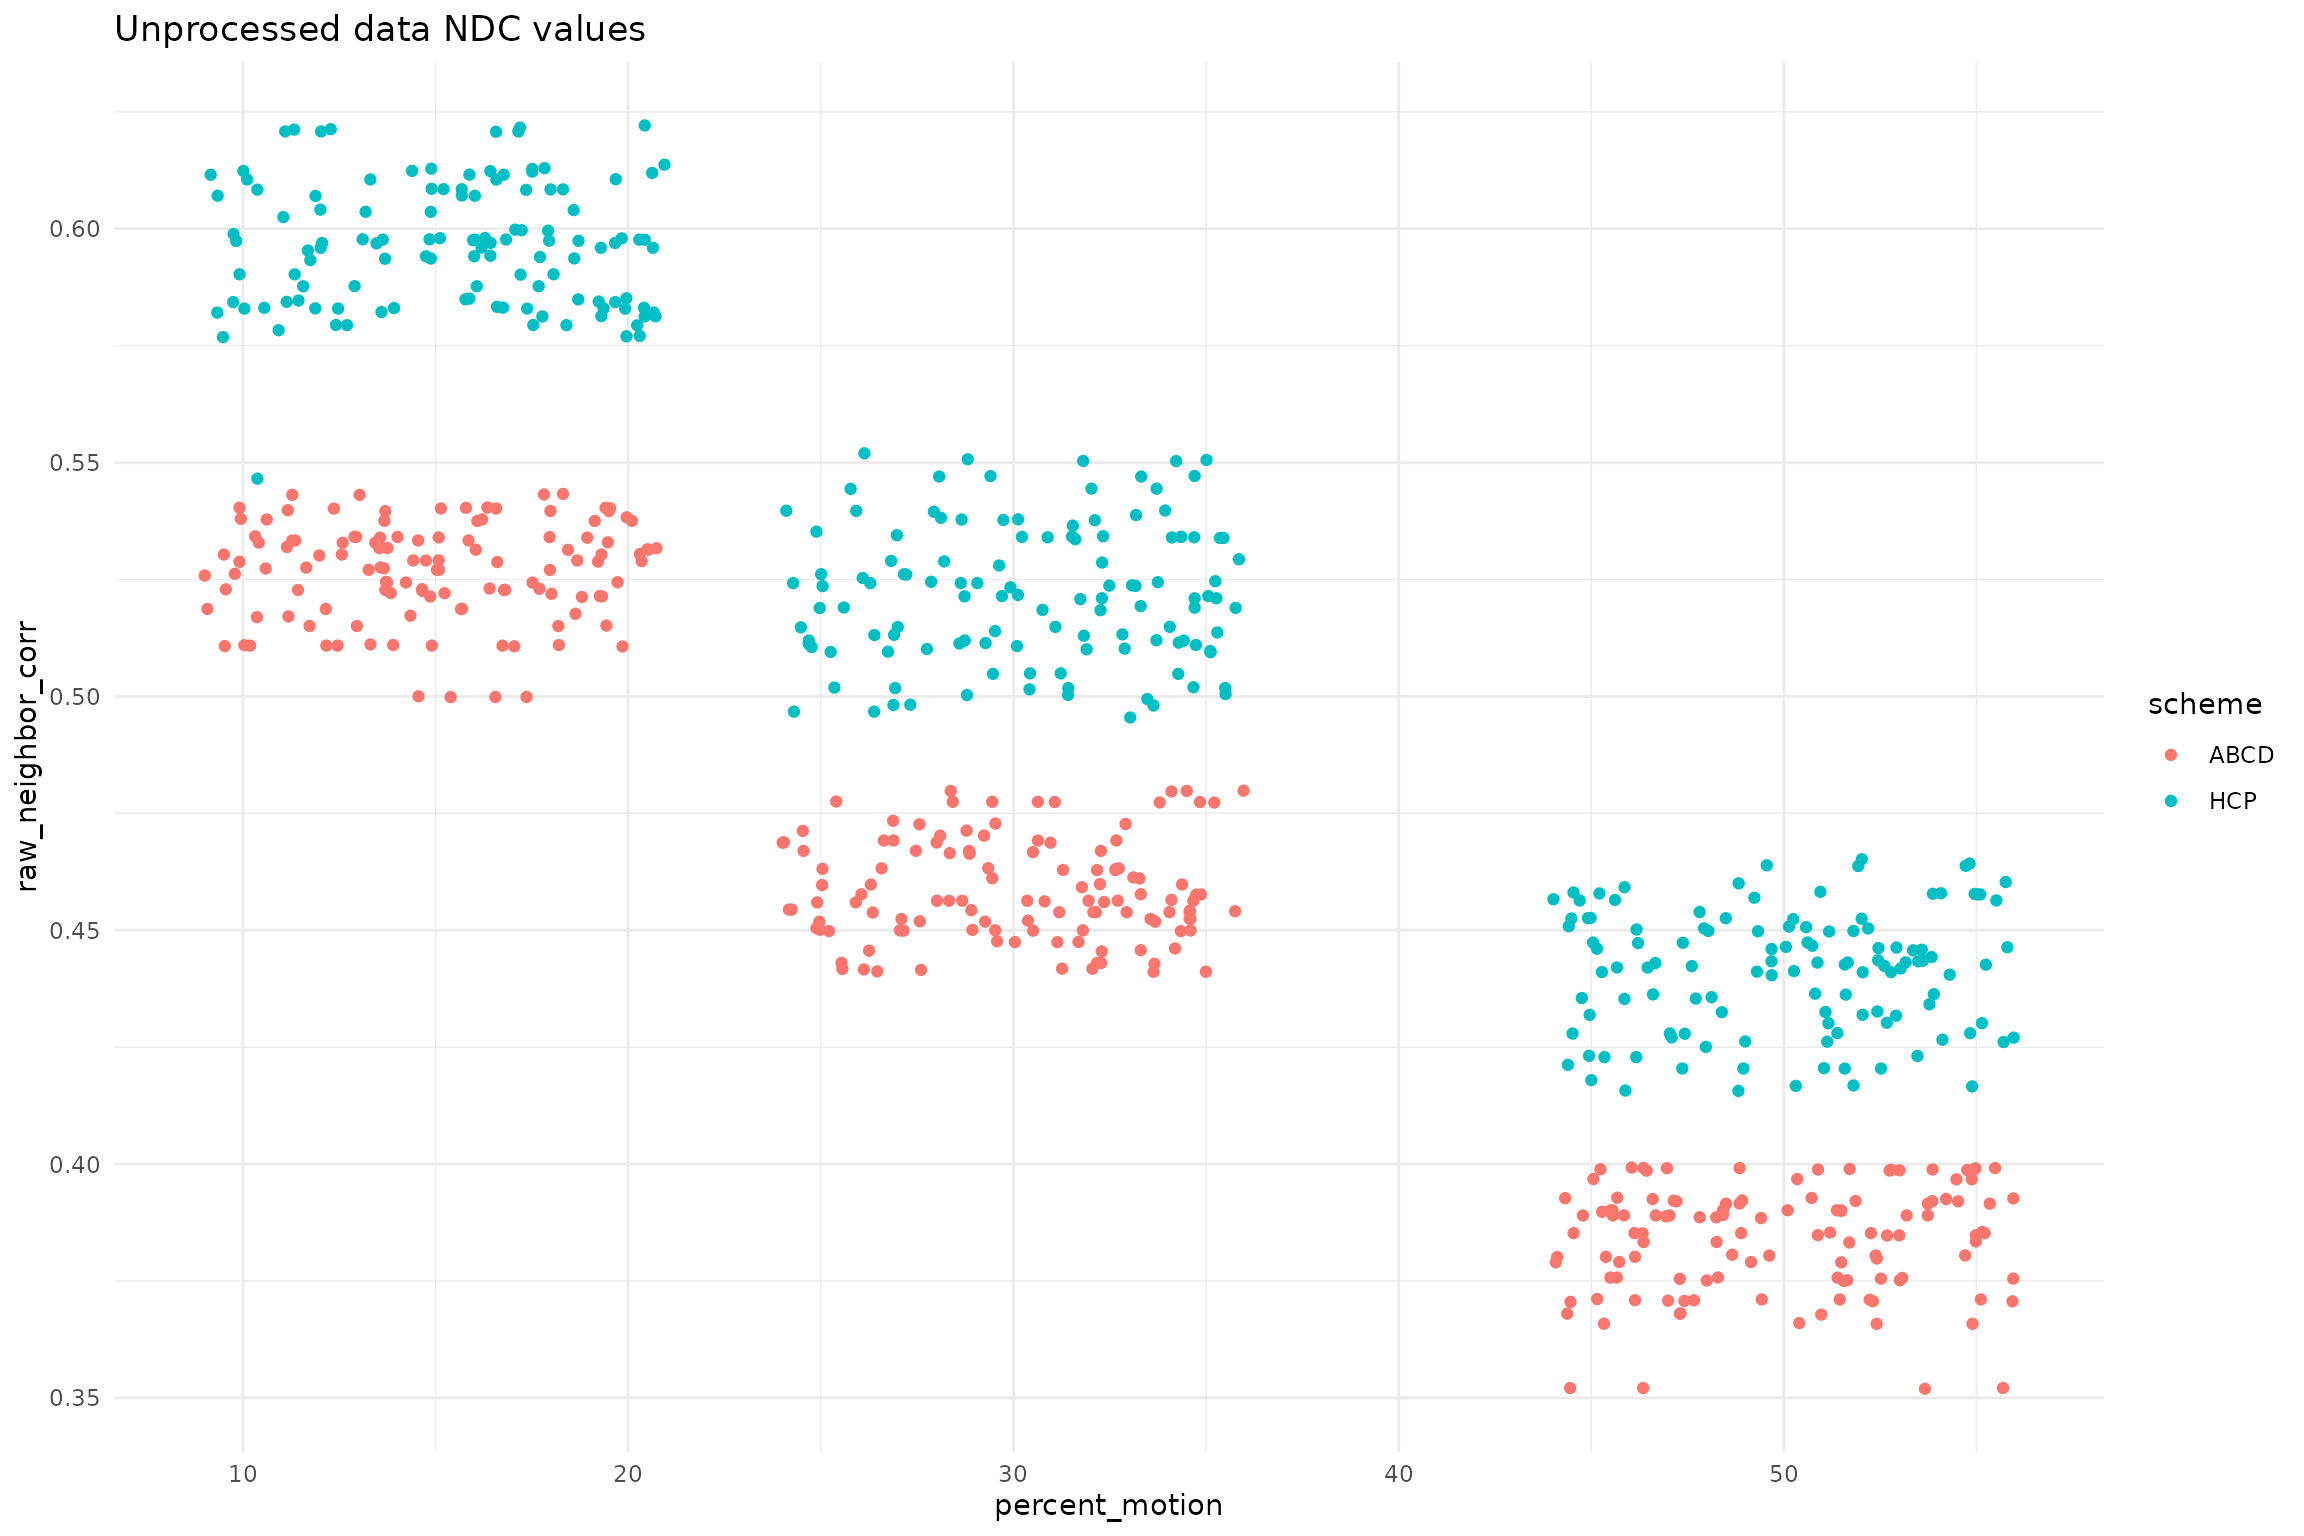 Unprocessed data NDC values
raw_neighbor_corr
0.60
0.55
0.50
0.45
0.40
0.35
10
20
30
40
50
percent_motion
scheme
ABCD
HCP